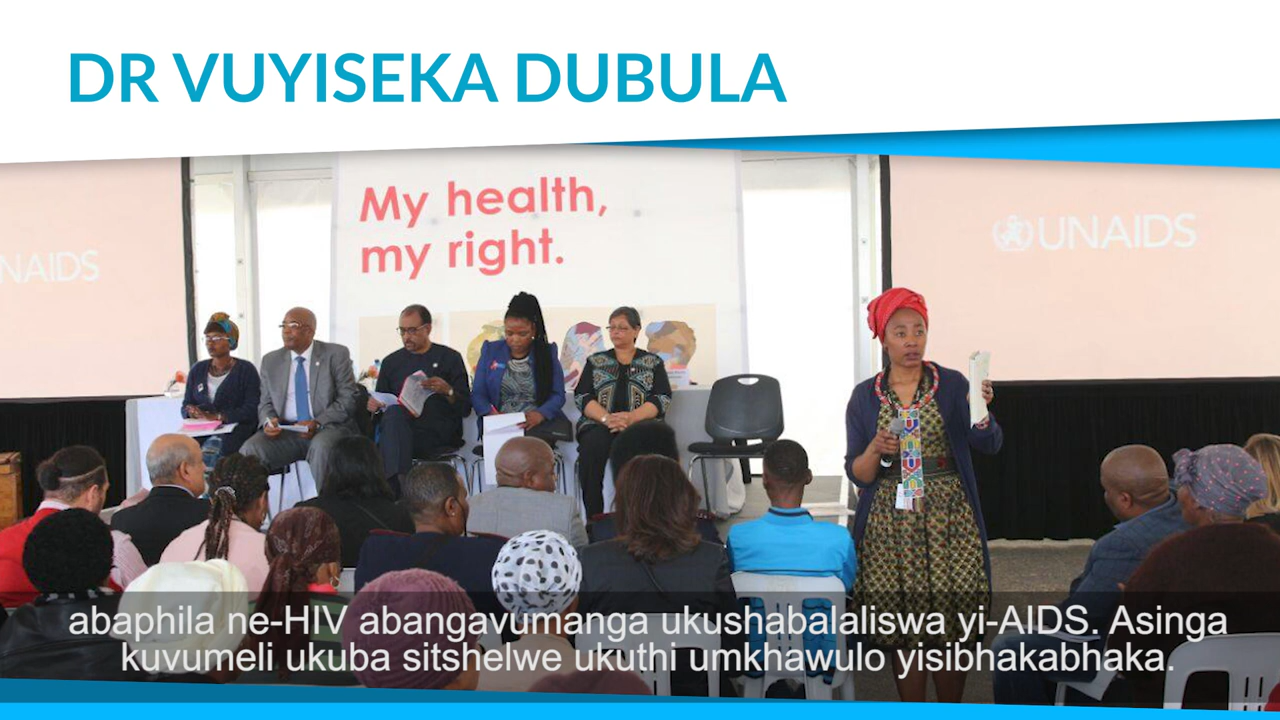 DR VUYISEKA DUBULA
My health,
my right.
NAIDS
UNAIDS
abaphila ne-HIV abangavumanga ukushabalaliswa yi-AIDS. Asinga
kuvumeli ukuba sitshelwe ukuthi umkhawulo yisibhakabhaka.